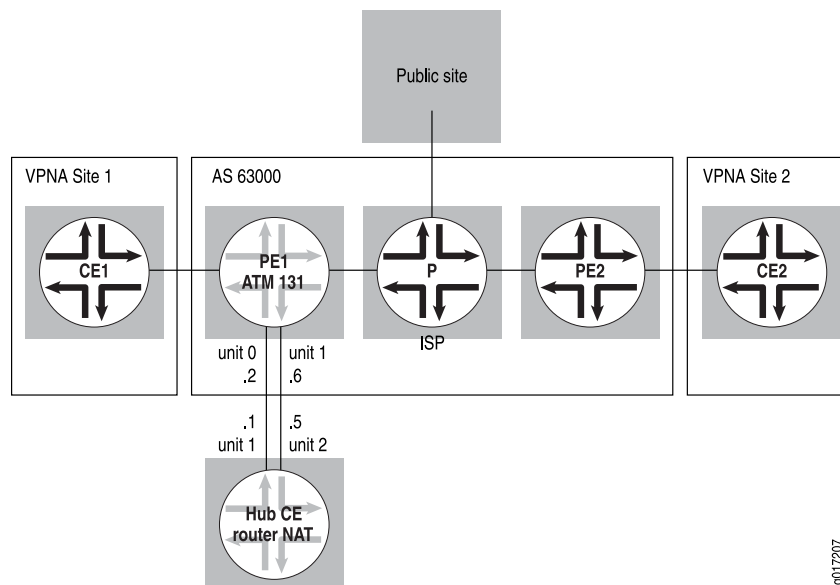 Public site
VPNA Site 1
AS 63000
VPNA Site 2
CE1
PE1
ATM 131
P
PE2
CE2
ISP
unit 0 unit 1
.2 .6
.1 .5
unit 1 unit 2
Hub CE
router NAT
g017207